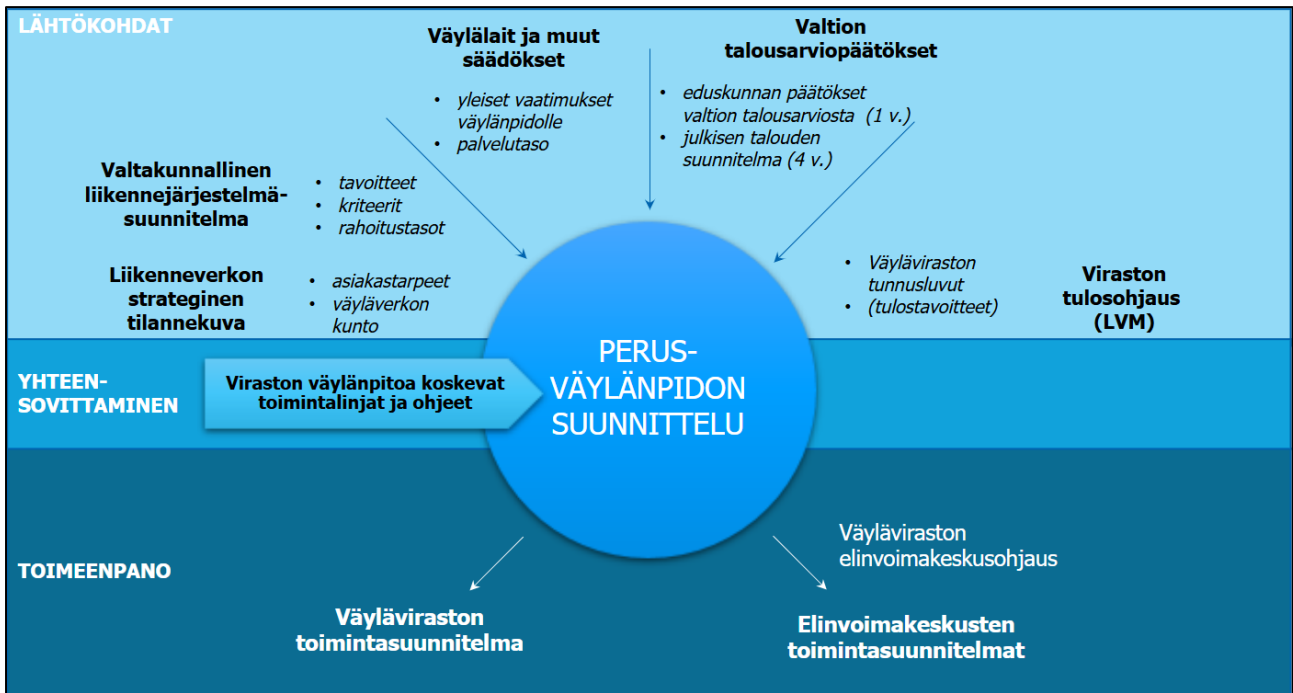 LÄHTÖKOHDAT
Väylälait ja muut
säädökset
• yleiset vaatimukset
väylänpidolle
• palvelutaso
Valtion
talousarviopäätökset
• eduskunnan päätökset
valtion talousarviosta (1 v.)
• julkisen talouden
suunnitelma (4 v.)
Valtakunnallinen
liikennejärjestelmä-
suunnitelma
• tavoitteet
• kriteerit
• rahoitustasot
Liikenneverkon
strateginen
tilannekuva
• asiakastarpeet
• väyläverkon
kunto
• Väyläviraston
tunnusluvut
• (tulostavoitteet)
Viraston
tulosohjaus
(LVM)
YHTEEN-
SOVITTAMINEN
Viraston väylänpitoa koskevat
toimintalinjat ja ohjeet
PERUS-
VÄYLÄNPIDON
SUUNNITTELU
TOIMEENPANO
Väyläviraston
elinvoimakeskusohjaus
Väyläviraston
toimintasuunnitelma
Elinvoimakeskusten
toimintasuunnitelmat